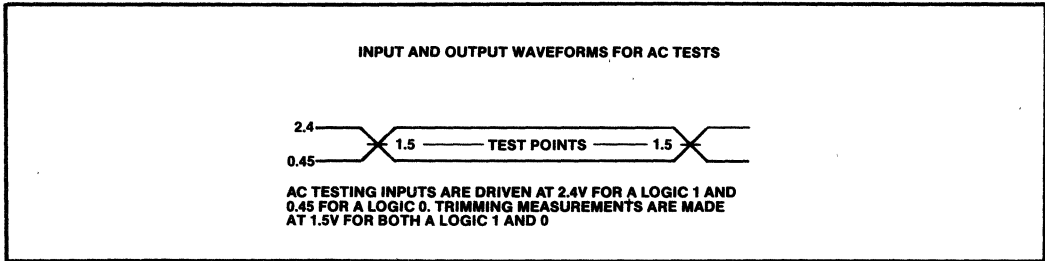 INPUT AND OUTPUT WAVEFORMS FOR AC TESTS
2.4
1.5 TEST POINTS 1.5
0.45
AC TESTING INPUTS ARE DRIVEN AT 2.4V FOR A LOGIC 1 AND
0.45 FOR A LOGIC 0. TRIMMING MEASUREMENTS ARE MADE
AT 1.5V FOR BOTH A LOGIC 1 AND 0